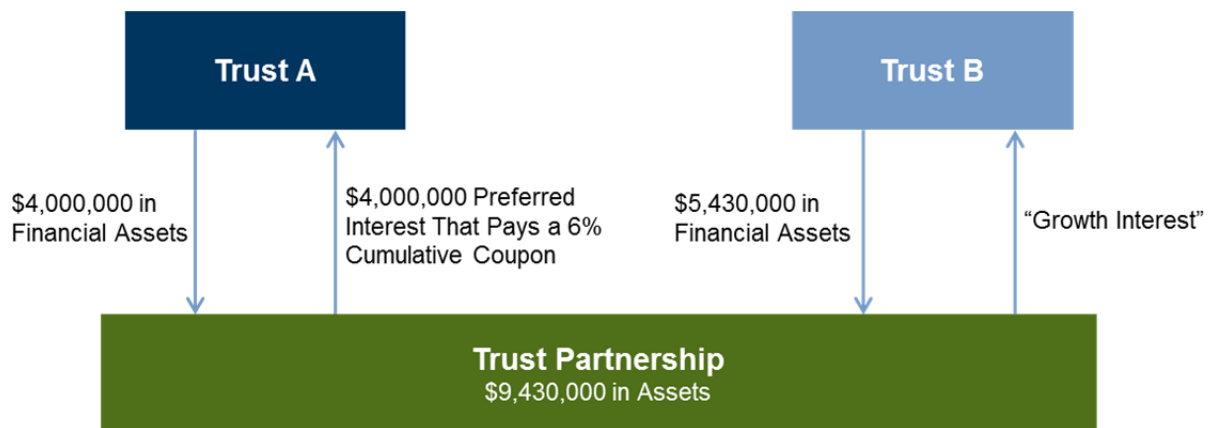 Trust A
Trust B
$4,000,000 in
Financial Assets
$4,000,000 Preferred
Interest That Pays a 6%
Cumulative Coupon
$5,430,000 in
Financial Assets
“Growth Interest”
Trust Partnership
$9,430,000 in Assets